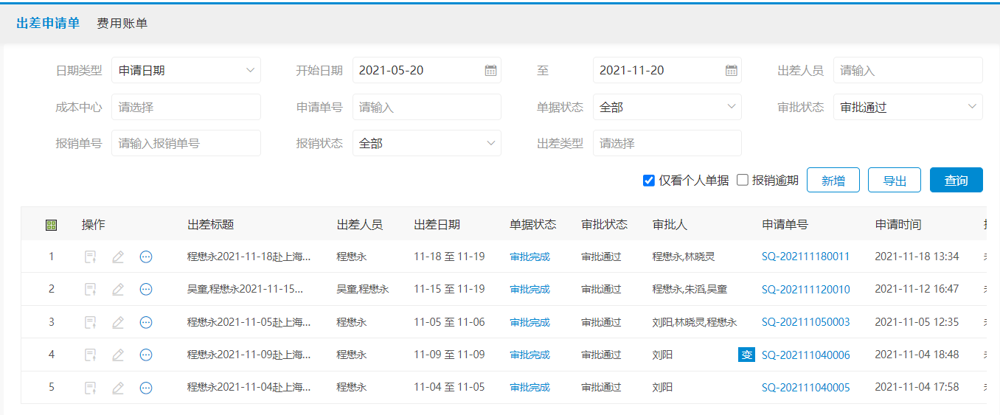 出差申请单 费用账单
日期类型 申请日期 开始日期 2021-05-20 至 2021-11-20 出差人员 请输入
成本中心 请选择 申请单号 请输入 单据状态 全部 审批状态 审批通过
报销单号 请输入报销单号 报销状态 全部 出差类型 请选择
仅看个人单据 报销逾期 新增 导出 查询
操作 出差标题 出差人员 出差日期 单据状态 审批状态 审批人 申请单号 申请时间
1 程懋永2021-11-18赴上海... 程懋永 11-18 至 11-19 审批完成 审批通过 程懋永,林晓灵 SQ-202111180011 2021-11-18 13:34
2 吴童,程懋永2021-11-15... 吴童,程懋永 11-15 至 11-19 审批完成 审批通过 程懋永,朱滔,吴童 SQ-202111120010 2021-11-12 16:47
3 程懋永2021-11-05赴上海... 程懋永 11-05 至 11-06 审批完成 审批通过 刘阳,林晓灵,程懋永 SQ-202111050003 2021-11-05 12:35
4 程懋永2021-11-09赴上海... 程懋永 11-09 至 11-09 审批完成 审批通过 刘阳 变 SQ-202111040006 2021-11-04 18:48
5 程懋永2021-11-04赴上海... 程懋永 11-04 至 11-05 审批完成 审批通过 刘阳 SQ-202111040005 2021-11-04 17:58